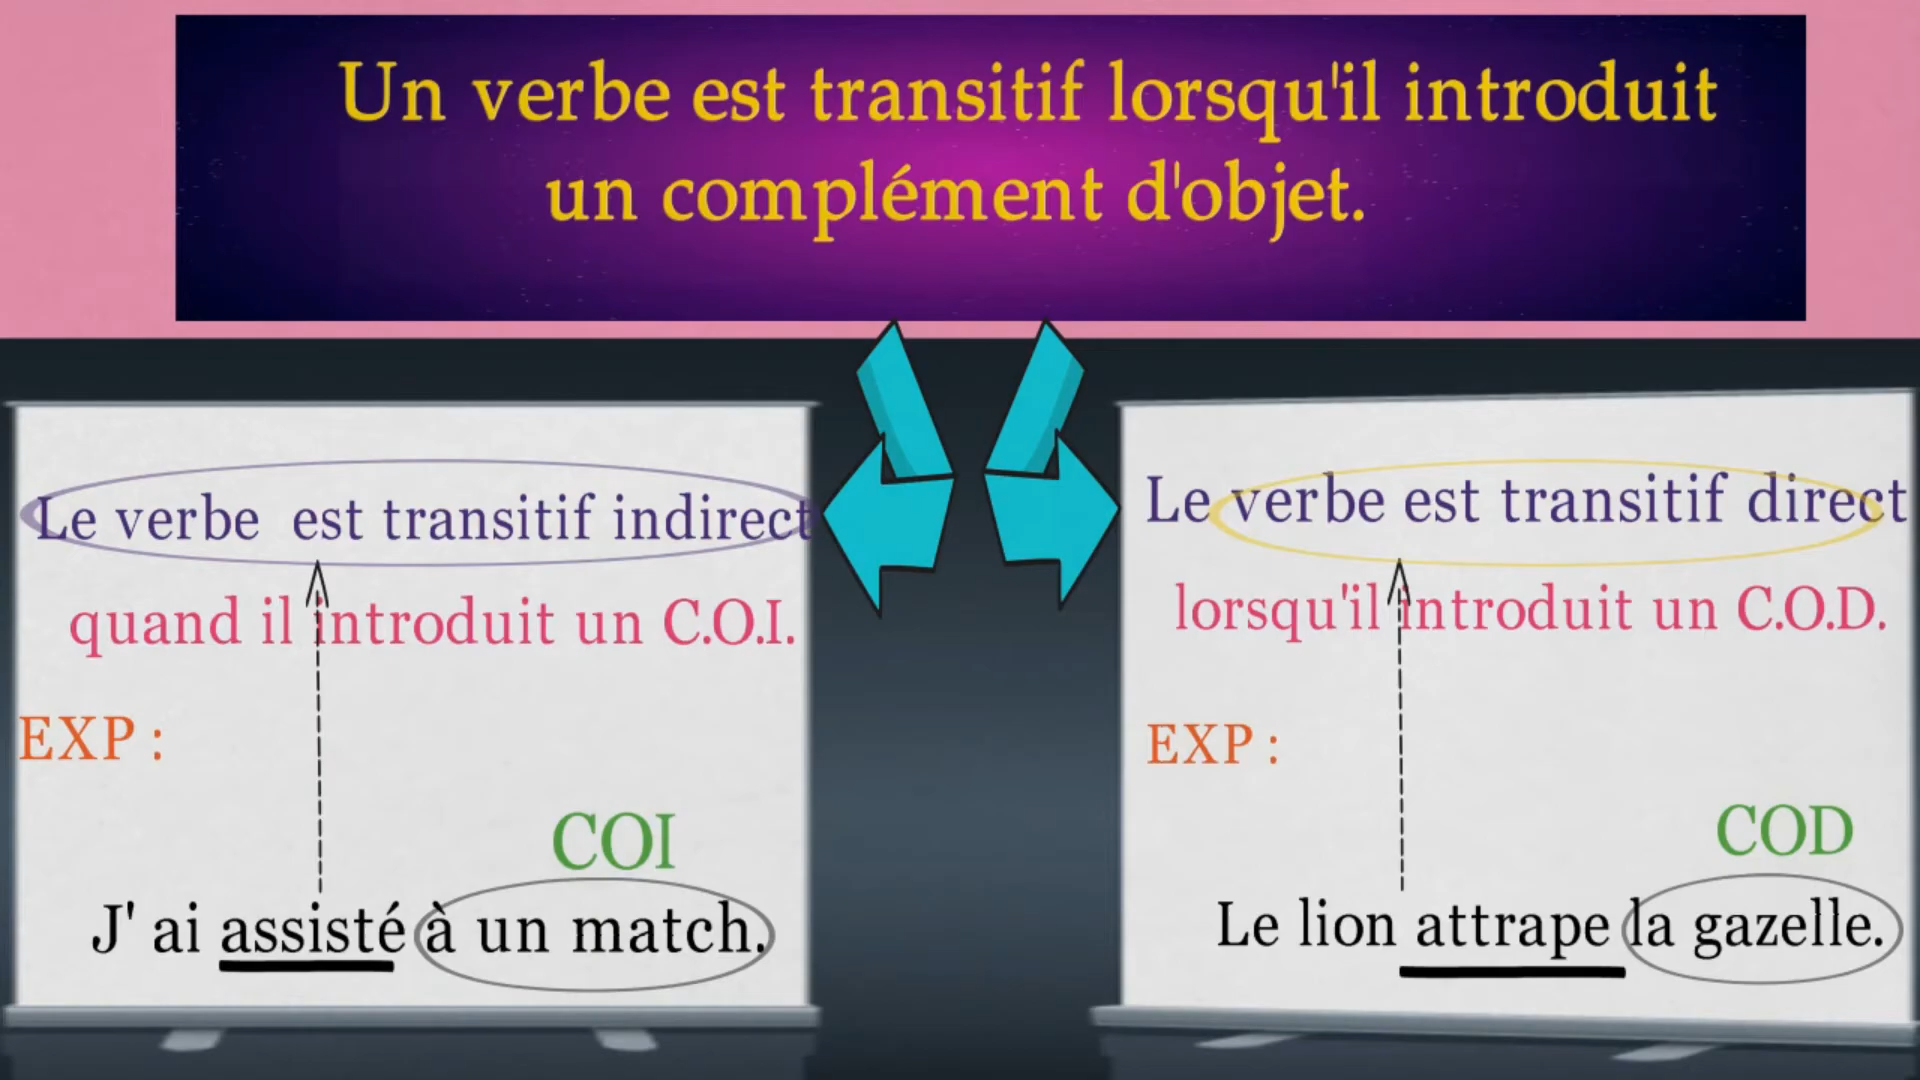 Un verbe est transitif lorsqu'il introduit
un complément d'objet.
Le verbe est transitif indirect
quand il introduit un C.O.I.
EXP :
COI
J' ai assisté à un match.
Le verbe est transitif direct
lorsqu'il introduit un C.O.D.
EXP :
COD
Le lion attrape la gazelle.